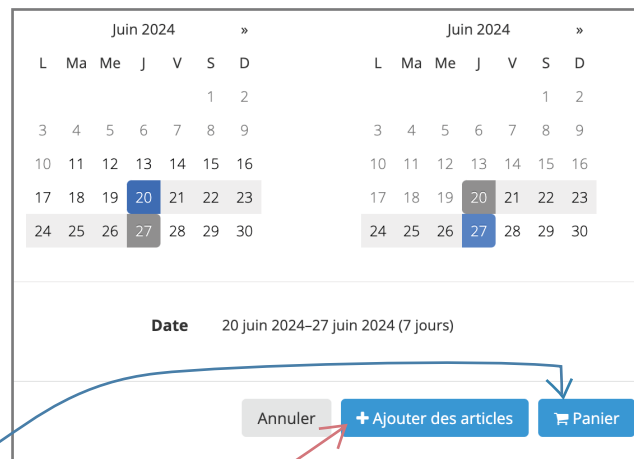 Juin 2024 » Juin 2024 »
L Ma Me J V S D L Ma Me J V S D
1 2 1 2
3 4 5 6 7 8 9 3 4 5 6 7 8 9
10 11 12 13 14 15 16 10 11 12 13 14 15 16
17 18 19 20 21 22 23 17 18 19 20 21 22 23
24 25 26 27 28 29 30 24 25 26 27 28 29 30
Date 20 juin 2024–27 juin 2024 (7 jours)
Annuler + Ajouter des articles Panier